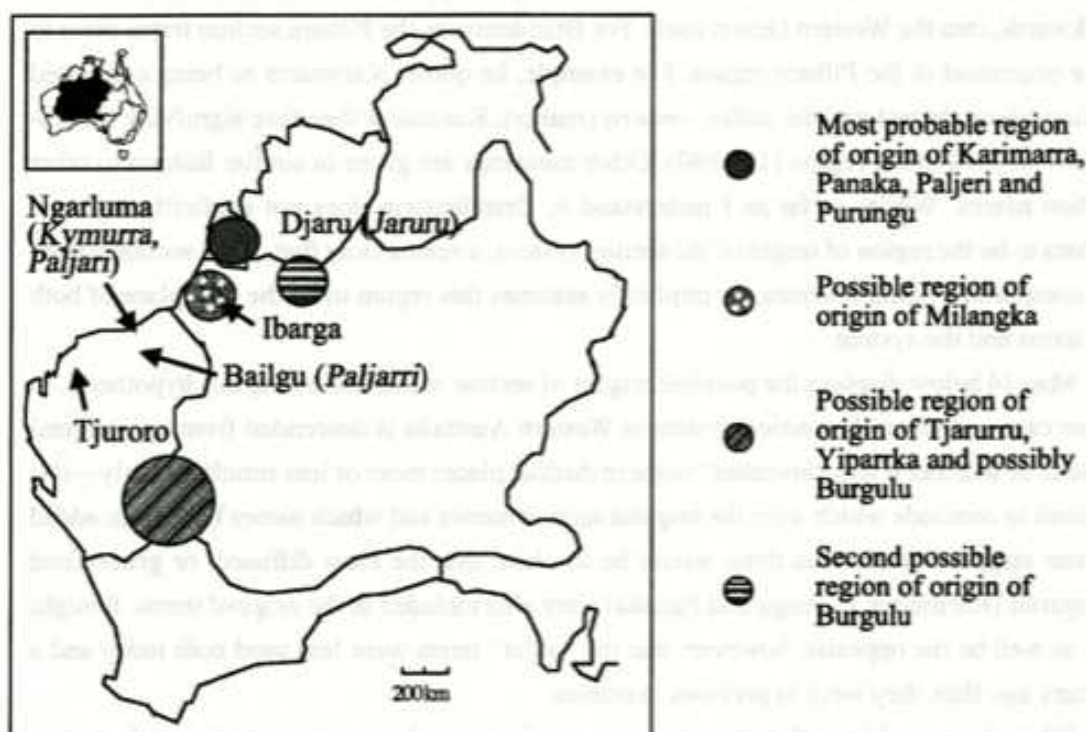 Ngarluma
(Kymurra,
Paljari)
Djaru (Jaruru)
Ibarga
Bailgu (Paljarri)
Tjuroro
200km
Most probable region
of origin of Karimarra,
Panaka, Paljeri and
Purungu
Possible region of
origin of Milangka
Possible region of
origin of Tjarurru,
Yiparrka and possibly
Burgulu
Second possible
region of origin of
Burgulu